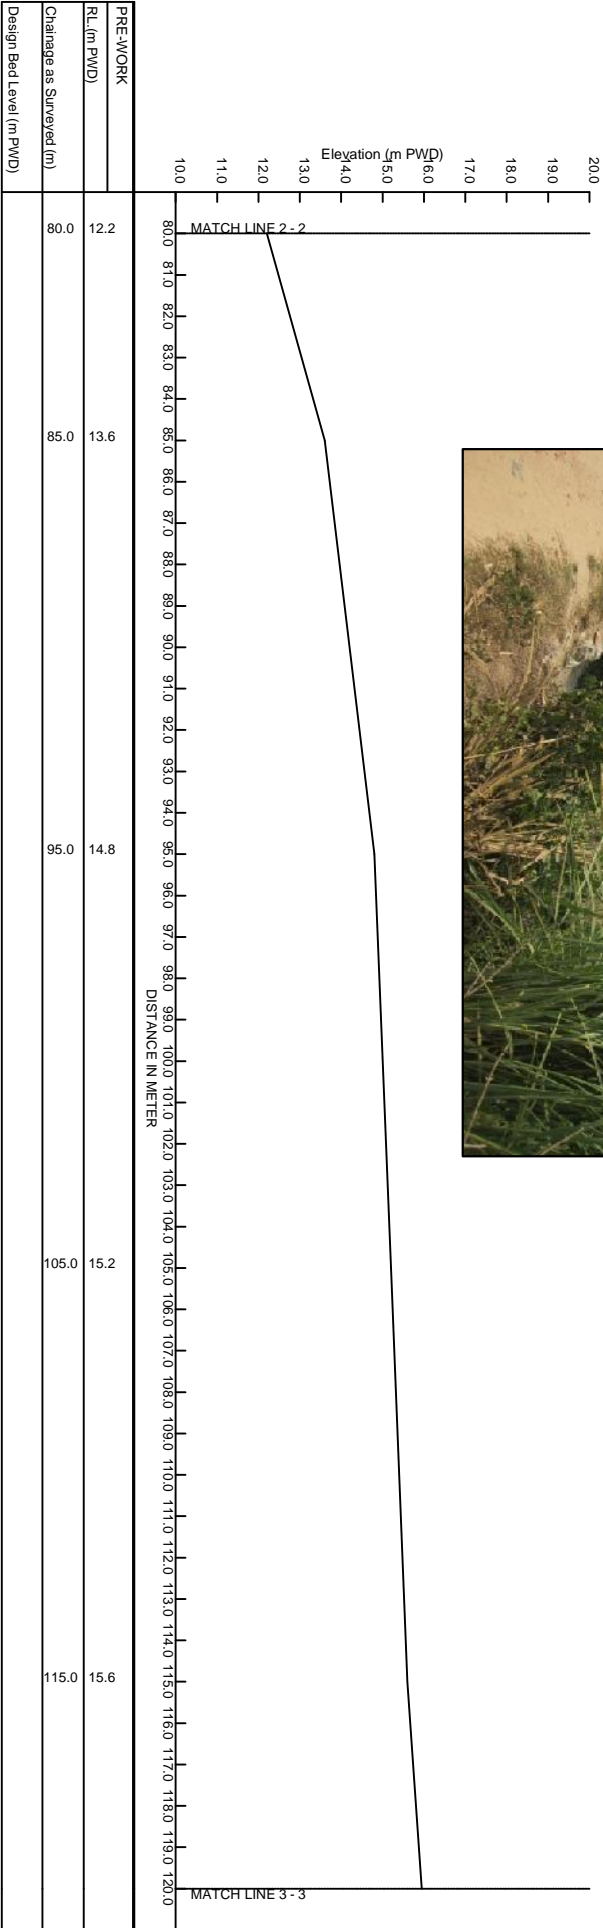 Elevation (m PWD)
20.0
19.0
18.0
17.0
16.0
15.0
14.0
13.0
12.0
11.0
10.0
MATCH LINE 2 - 2
MATCH LINE 3 - 3
80.0 81.0 82.0 83.0 84.0 85.0 86.0 87.0 88.0 89.0 90.0 91.0 92.0 93.0 94.0 95.0 96.0 97.0 98.0 99.0 100.0 101.0 102.0 103.0 104.0 105.0 106.0 107.0 108.0 109.0 110.0 111.0 112.0 113.0 114.0 115.0 116.0 117.0 118.0 119.0 120.0
DISTANCE IN METER
PRE-WORK
RL.(m PWD) 12.2 13.6 14.8 15.2 15.6
Chainage as Surveyed (m) 80.0 85.0 95.0 105.0 115.0
Design Bed Level (m PWD)